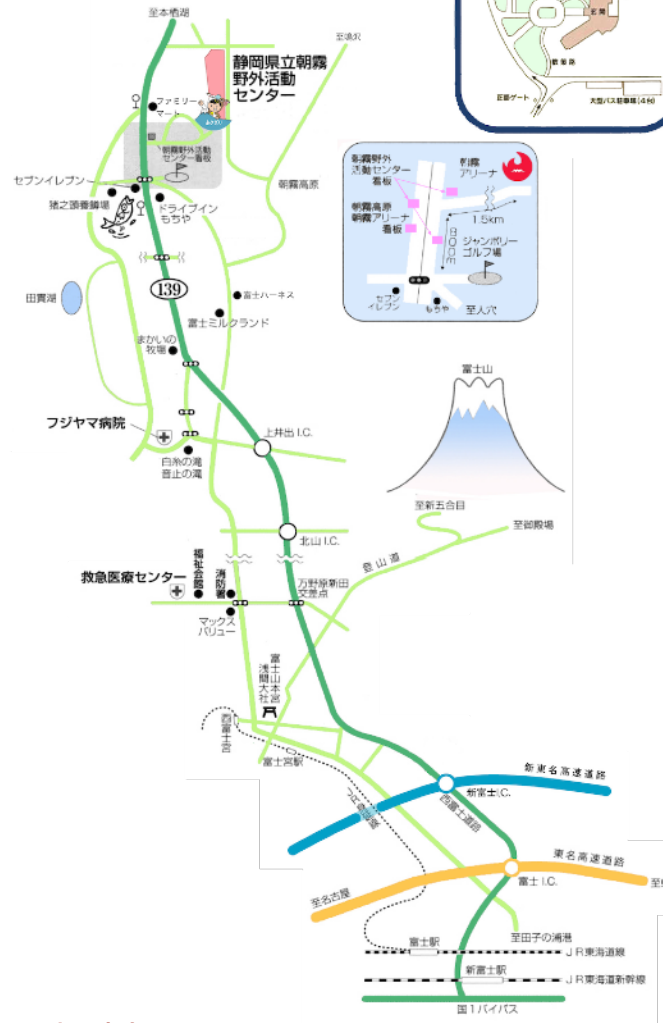 至本栖湖
至鳴沢
静岡県立朝霧
野外活動
センター
ファミリー
マート
朝霧野外活動
センター看板
セブンイレブン
猪之頭養鱒場
ドライブイン
もちや
朝霧高原
139
田貫湖
富士ハーネス
富士ミルクランド
まかいの
牧場
フジヤマ病院
上井出I.C.
白糸の滝
音止の滝
北山I.C.
救急医療センター
福祉会館
消防署
万野原新田
交差点
マックス
バリュー
登山道
至新五合目
至御殿場
富士山
富士山本宮
浅間大社
西富士宮
富士宮駅
新東名高速道路
新富士I.C.
西富士道路
東名高速道路
富士I.C.
至名古屋
至田子の浦港
富士駅
JR東海道線
新富士駅
JR東海道新幹線
国1バイパス
朝霧野外
活動センター
看板
朝霧
アリーナ
朝霧高原
朝霧アリーナ
看板
1.5km
800m
ジャンボリー
ゴルフ場
セブン
イレブン
もちや
至人穴
玄関
正面ゲート
大型バス駐車場(4台)